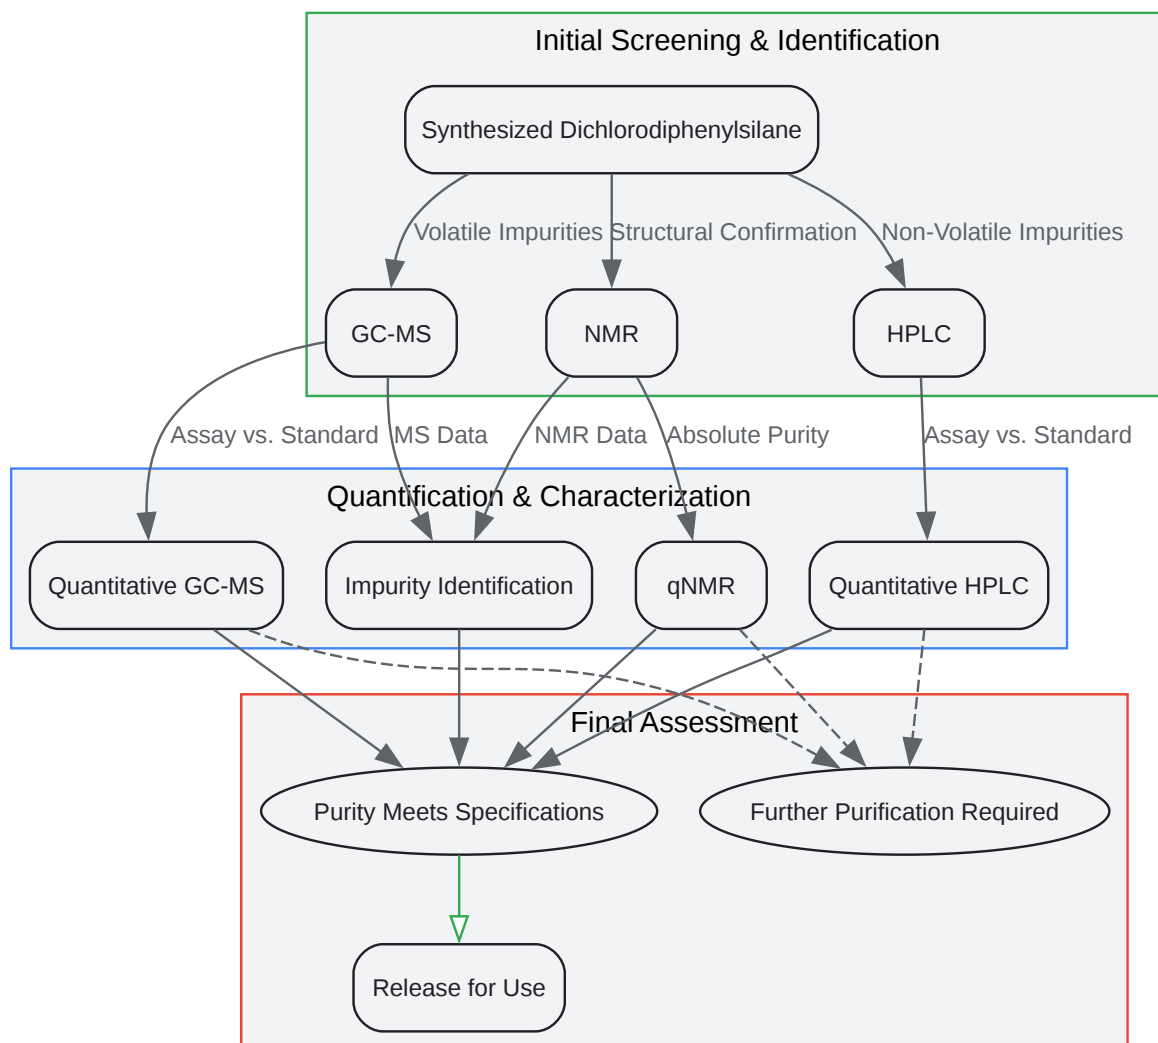 Initial Screening & Identification
Synthesized Dichlorodiphenylsilane
Volatile Impurities
Structural Confirmation
Non-Volatile Impurities
GC-MS
NMR
HPLC
Assay vs. Standard
MS Data
NMR Data
Absolute Purity
Assay vs. Standard
Quantification & Characterization
Quantitative GC-MS
Impurity Identification
qNMR
Quantitative HPLC
Final Assessment
Purity Meets Specifications
Further Purification Required
Release for Use